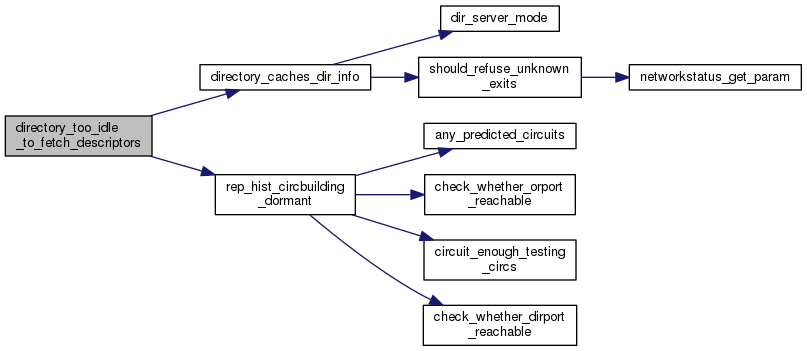 directory_too_idle
_to_fetch_descriptors
directory_caches_dir_info
dir_server_mode
should_refuse_unknown
_exits
networkstatus_get_param
rep_hist_circbuilding
_dormant
any_predicted_circuits
check_whether_orport
_reachable
circuit_enough_testing
_circs
check_whether_dirport
_reachable